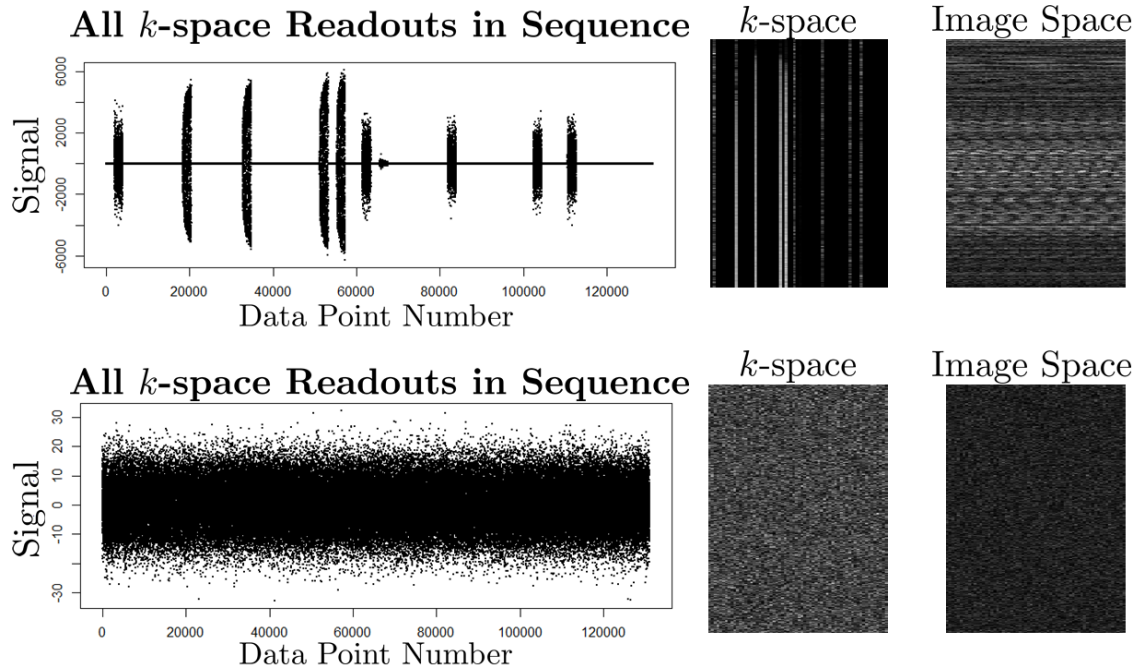 All k-space Readouts in Sequence
k-space
Image Space
Signal
6000
2000
-2000
-6000
0
20000
40000
60000
80000
100000
120000
Data Point Number
All k-space Readouts in Sequence
k-space
Image Space
Signal
30
20
10
0
-10
-30
0
20000
40000
60000
80000
100000
120000
Data Point Number